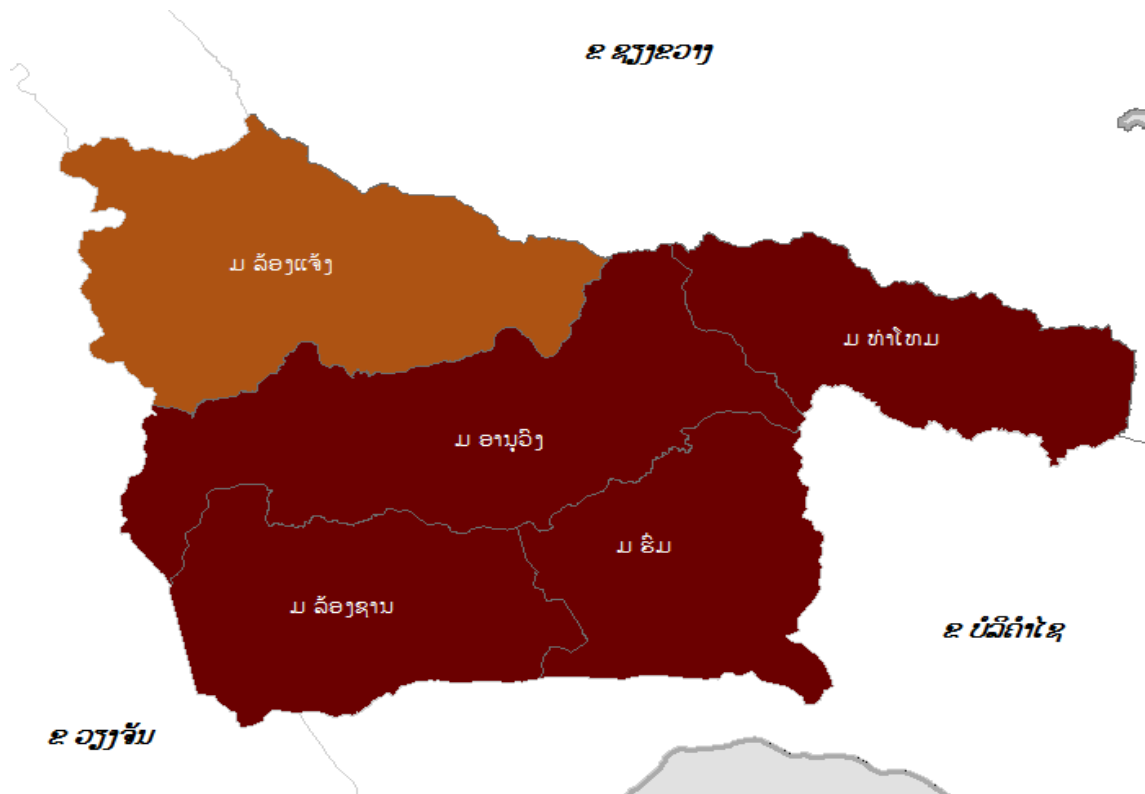 ຂ ຊຽງຂວາງ
ມ ລ້ອງແຈ້ງ
ມ ທ່າໂທມ
ມ ອານຸວົງ
ມ ຮົ່ມ
ມ ລ້ອງຊານ
ຂ ບໍລິຄຳໄຊ
ຂ ວຽງຈັນ